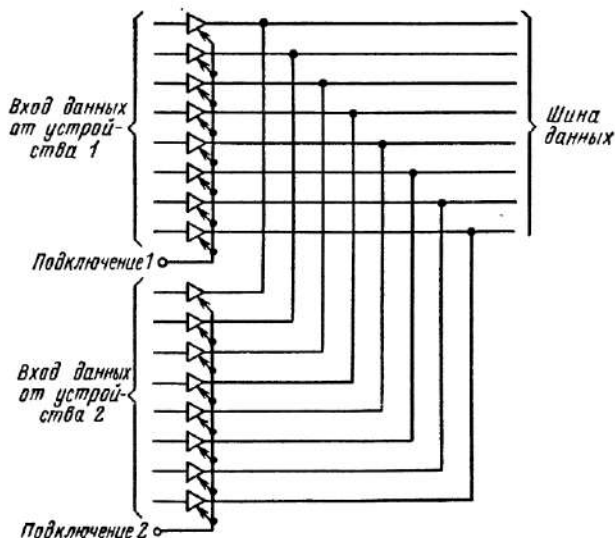 Вход данных
от устрой-
ства 1
Шина
данных
Подключение 1
Вход данных
от устрой-
ства 2
Подключение 2